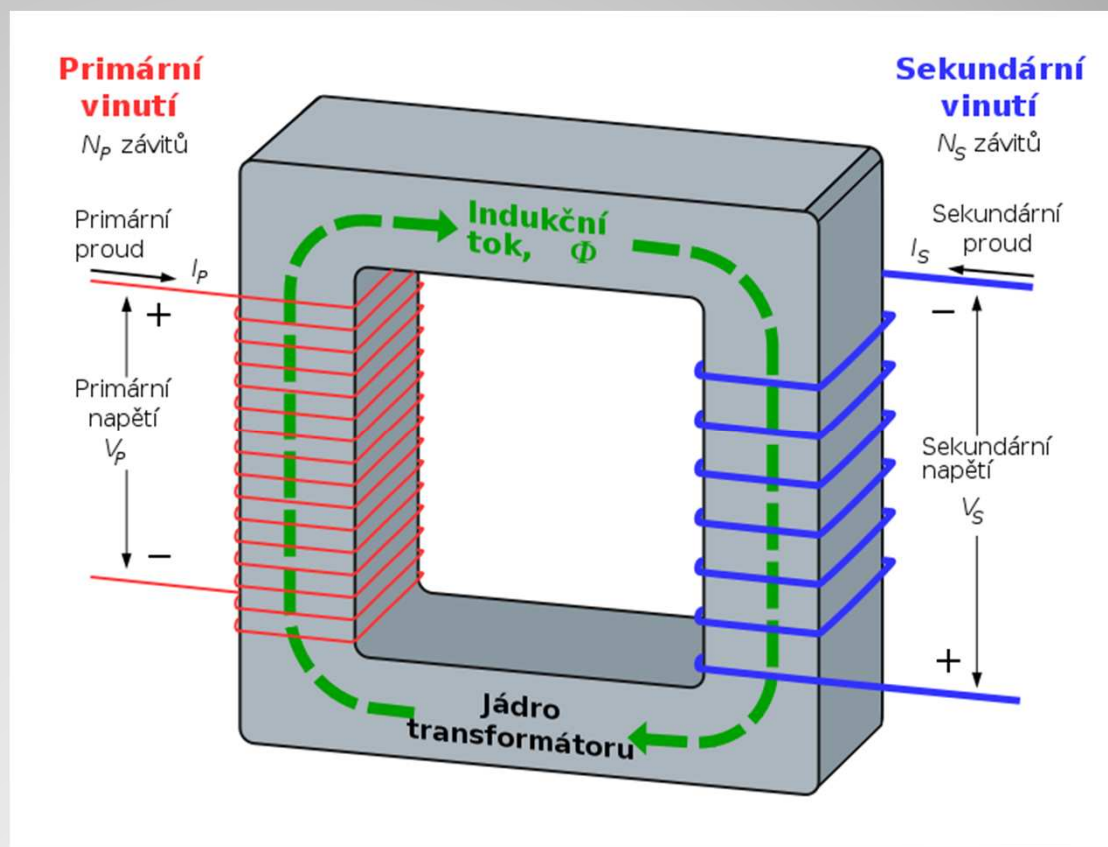 Primární
vinutí
N_P závitů
Primární
proud
I_P
+
Primární
napětí
V_P
−
Indukční
tok, Φ
Jádro
transformátoru
Sekundární
vinutí
N_S závitů
Sekundární
proud
I_S
−
Sekundární
napětí
V_S
+